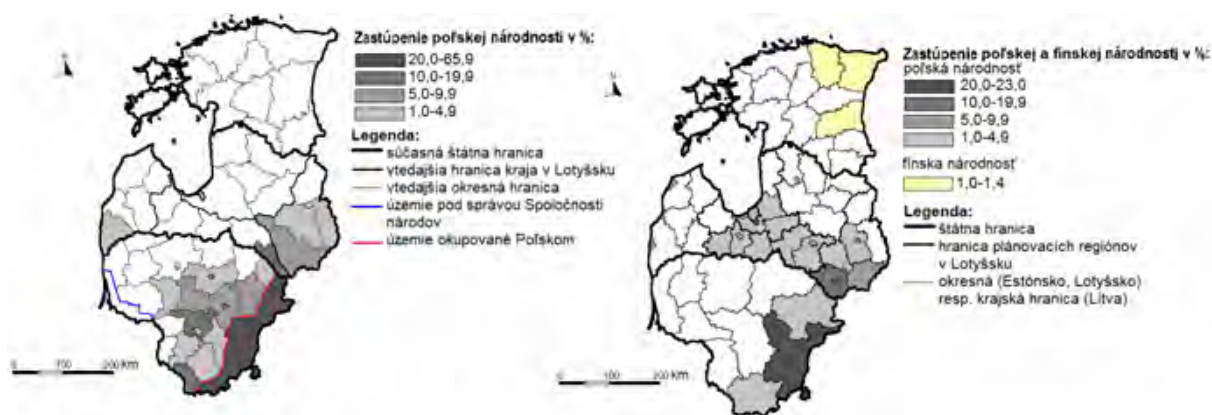 Zastúpenie poľskej národnosti v %:
20,0-65,9
10,0-19,9
5,0-9,9
1,0-4,9
Legenda:
súčasná štátna hranica
vtedajšia hranica kraja v Lotyšsku
vtedajšia okresná hranica
územie pod správou Spoločnosti
národov
územie okupované Poľskom
0 100 200 km
Zastúpenie poľskej a fínskej národnosti v %:
poľská národnosť
20,0-23,0
10,0-19,9
5,0-9,9
1,0-4,9
fínska národnosť
1,0-1,4
Legenda:
štátna hranica
hranica plánovacích regiónov
v Lotyšsku
okresná (Estónsko, Lotyšsko)
resp. krajská hranica (Litva)
0 100 200 km